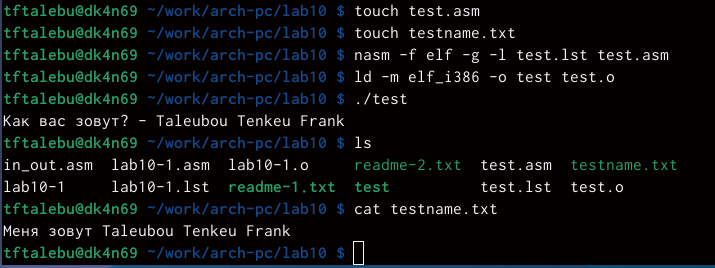 tftalebu@dk4n69 ~/work/arch-pc/lab10 $ touch test.asm
tftalebu@dk4n69 ~/work/arch-pc/lab10 $ touch testname.txt
tftalebu@dk4n69 ~/work/arch-pc/lab10 $ nasm -f elf -g -l test.lst test.asm
tftalebu@dk4n69 ~/work/arch-pc/lab10 $ ld -m elf_i386 -o test test.o
tftalebu@dk4n69 ~/work/arch-pc/lab10 $ ./test
Как вас зовут? - Taleubou Tenkeu Frank
tftalebu@dk4n69 ~/work/arch-pc/lab10 $ ls
in_out.asm lab10-1.asm lab10-1.o readme-2.txt test.asm testname.txt
lab10-1 lab10-1.lst readme-1.txt test test.lst test.o
tftalebu@dk4n69 ~/work/arch-pc/lab10 $ cat testname.txt
Меня зовут Taleubou Tenkeu Frank
tftalebu@dk4n69 ~/work/arch-pc/lab10 $